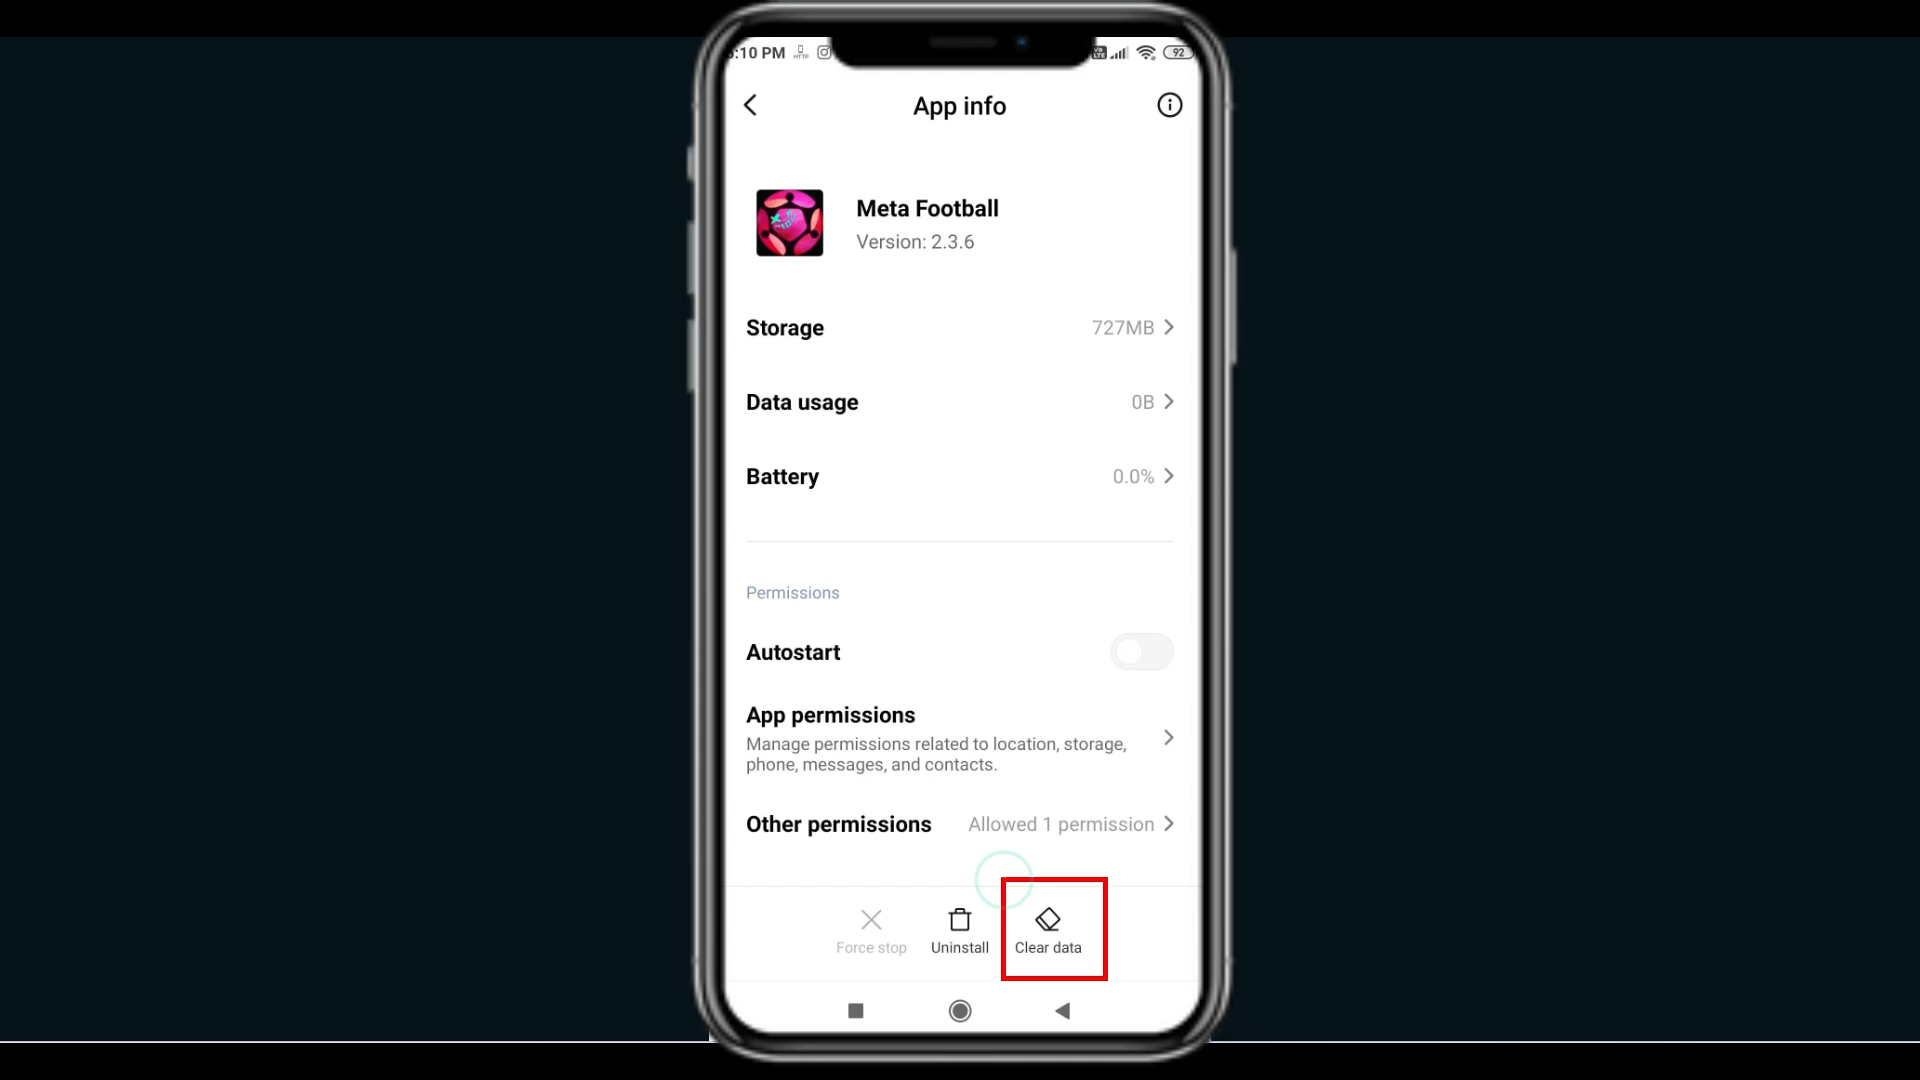 :10 PM
92
App info
Meta Football
Version: 2.3.6
Storage 727MB
Data usage 0B
Battery 0.0%
Permissions
Autostart
App permissions
Manage permissions related to location, storage,
phone, messages, and contacts.
Other permissions Allowed 1 permission
Force stop Uninstall Clear data